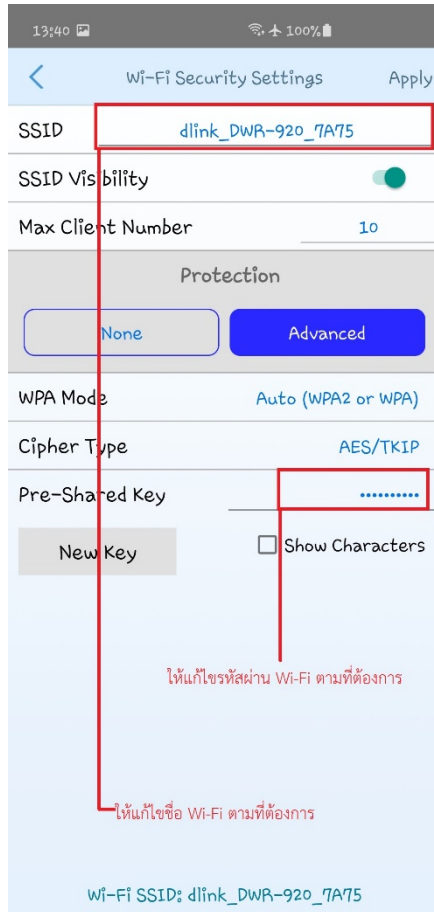 13:40 100%
Wi-Fi Security Settings Apply
SSID dlink_DWR-920_7A75
SSID Visibility
Max Client Number 10
Protection
None Advanced
WPA Mode Auto (WPA2 or WPA)
Cipher Type AES/TKIP
Pre-Shared Key ••••••••••
New Key Show Characters
ให้แก้ไขรหัสผ่าน Wi-Fi ตามที่ต้องการ
ให้แก้ไขชื่อ Wi-Fi ตามที่ต้องการ
Wi-Fi SSID: dlink_DWR-920_7A75